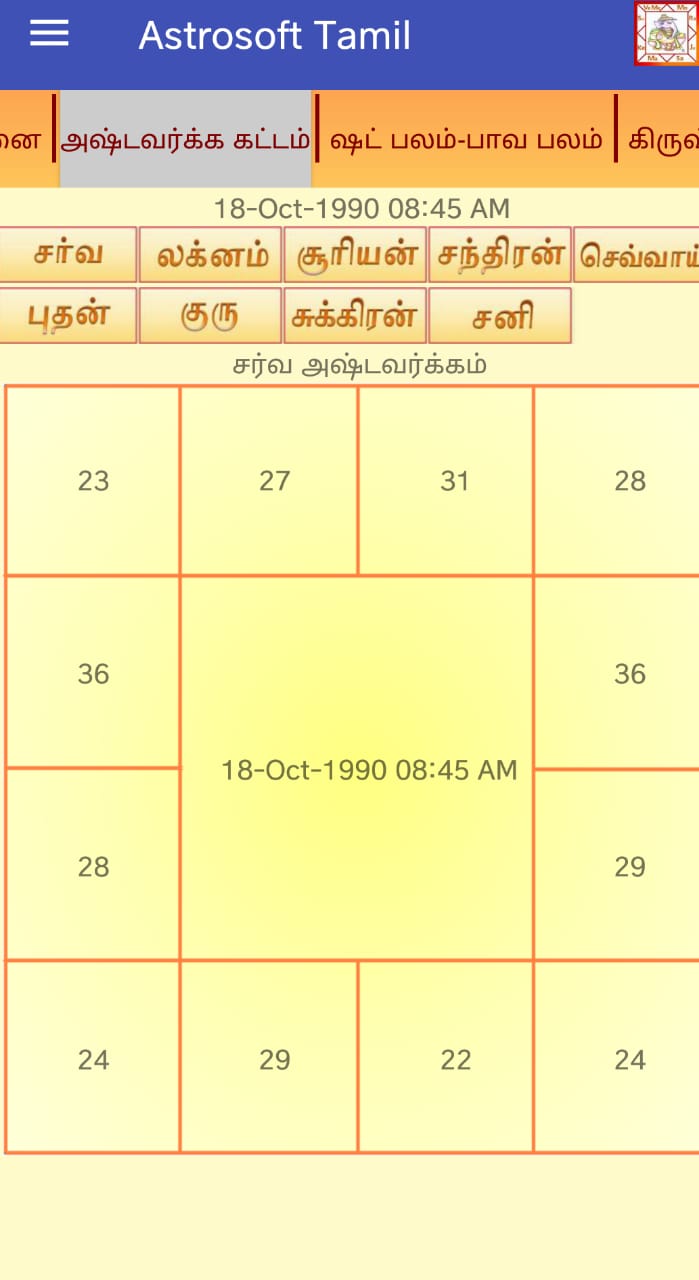 Astrosoft Tamil
னை அஷ்டவர்க்க கட்டம் ஷட் பலம்-பாவ பலம்
18-Oct-1990 08:45 AM
சர்வ லக்னம் சூரியன் சந்திரன் செவ்வாய்
புதன் குரு சுக்கிரன் சனி
சர்வ அஷ்டவர்க்கம்
23 27 31 28
36 36
18-Oct-1990 08:45 AM
28 29
24 29 22 24